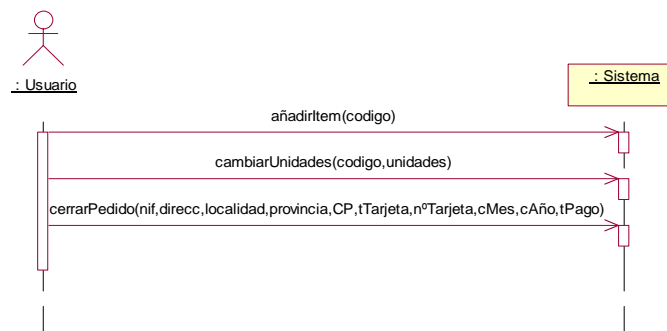 : Usuario
: Sistema
añadirItem(codigo)
cambiarUnidades(codigo,unidades)
cerrarPedido(nif,direcc,localidad,provincia,CP,tTarjeta,nºTarjeta,cMes,cAño,tPago)